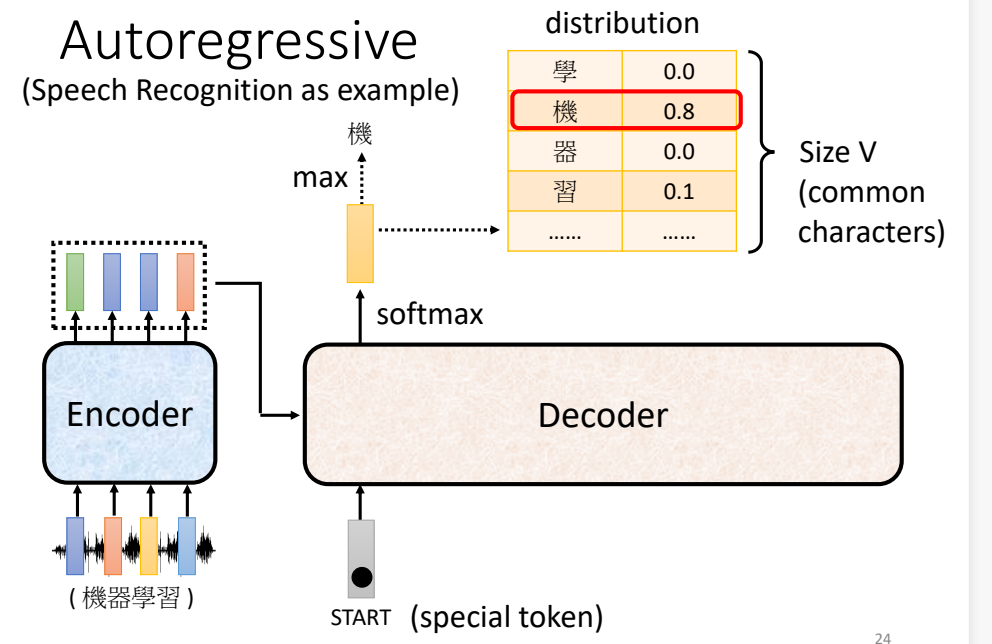 Autoregressive
(Speech Recognition as example)
distribution
學 0.0
機 0.8
器 0.0
習 0.1
…… ……
Size V
(common
characters)
機
max
softmax
Encoder
Decoder
( 機器學習 )
START (special token)
24